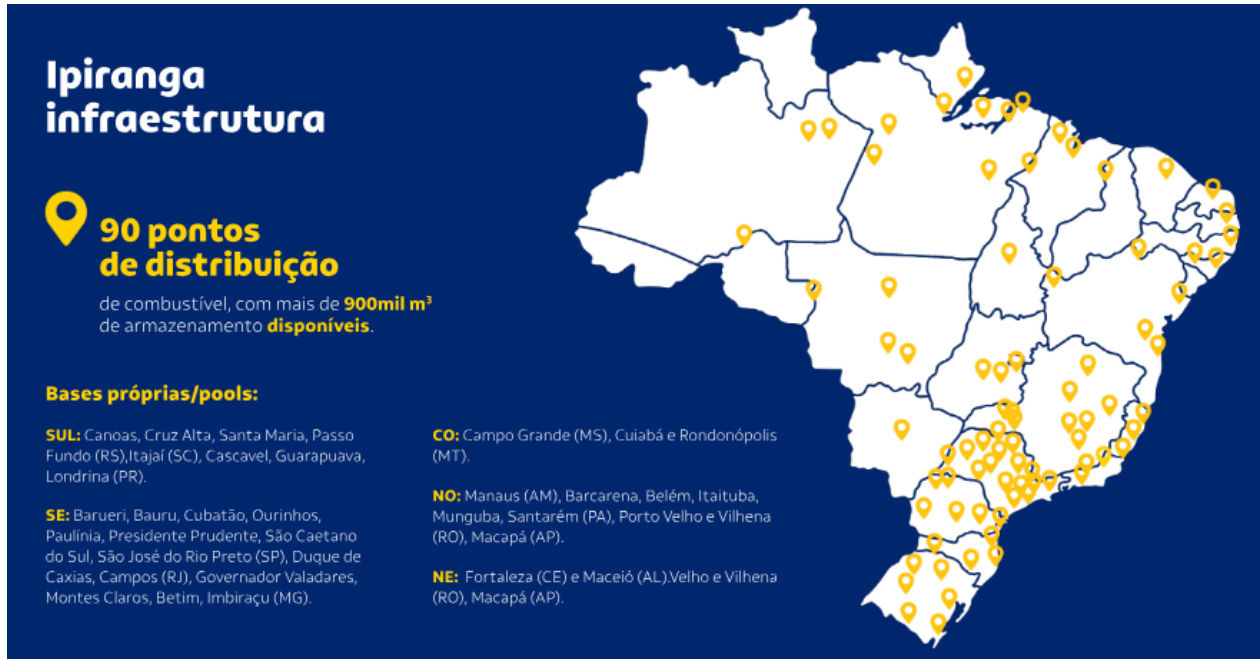 Ipiranga
infraestrutura
90 pontos
de distribuição
de combustível, com mais de 900mil m³
de armazenamento disponíveis.
Bases próprias/pools:
SUL: Canoas, Cruz Alta, Santa Maria, Passo
Fundo (RS),Itajaí (SC), Cascavel, Guarapuava,
Londrina (PR).
SE: Barueri, Bauru, Cubatão, Ourinhos,
Paulínia, Presidente Prudente, São Caetano
do Sul, São José do Rio Preto (SP), Duque de
Caxias, Campos (RJ), Governador Valadares,
Montes Claros, Betim, Imbiraçu (MG).
CO: Campo Grande (MS), Cuiabá e Rondonópolis
(MT).
NO: Manaus (AM), Barcarena, Belém, Itaituba,
Munguba, Santarém (PA), Porto Velho e Vilhena
(RO), Macapá (AP).
NE: Fortaleza (CE) e Maceió (AL).Velho e Vilhena
(RO), Macapá (AP).